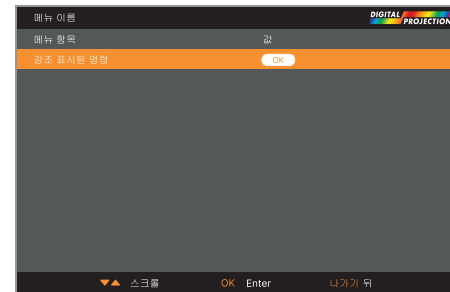 메뉴 이름
DIGITAL PROJECTION
메뉴 항목 값
강조 표시된 명령 OK
▼▲ 스크롤 OK Enter 나가기 뒤